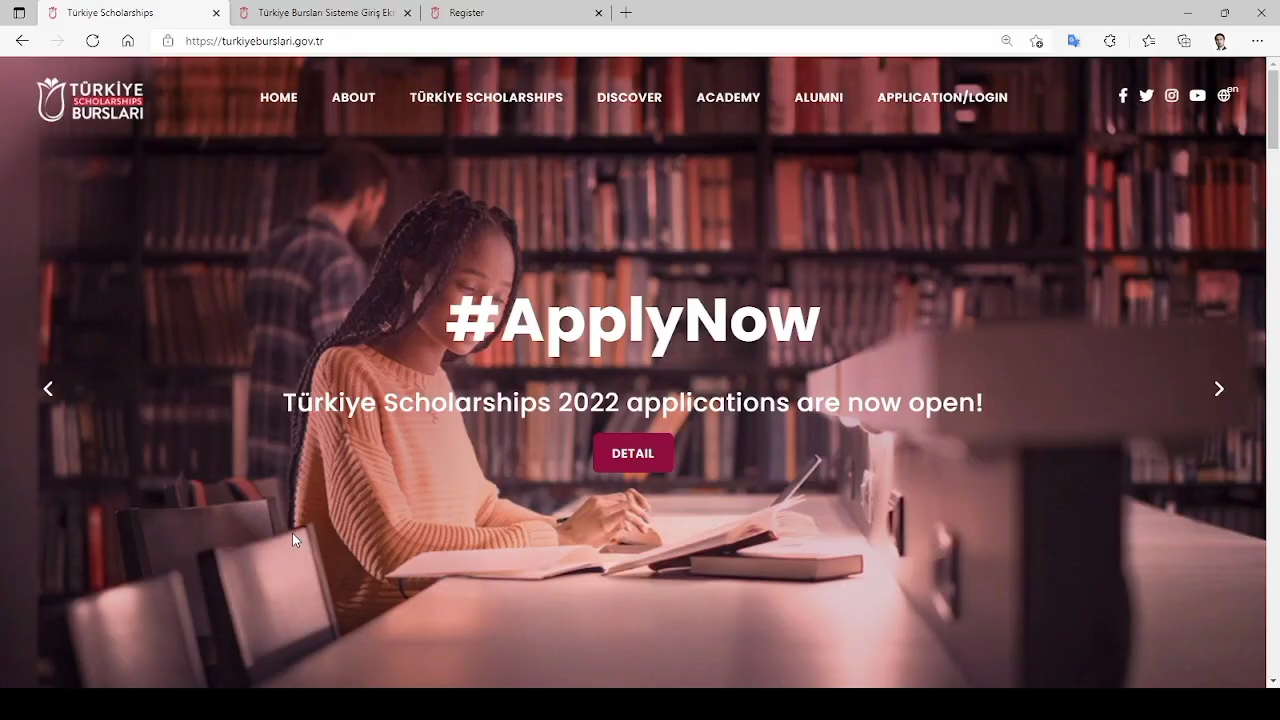 Türkiye Scholarships
Türkiye Bursları Sisteme Giriş Ekr
Register
https://turkiyeburslari.gov.tr
TÜRKİYE
SCHOLARSHIPS
BURSLARI
HOME
ABOUT
TÜRKİYE SCHOLARSHIPS
DISCOVER
ACADEMY
ALUMNI
APPLICATION/LOGIN
en
#ApplyNow
Türkiye Scholarships 2022 applications are now open!
DETAIL